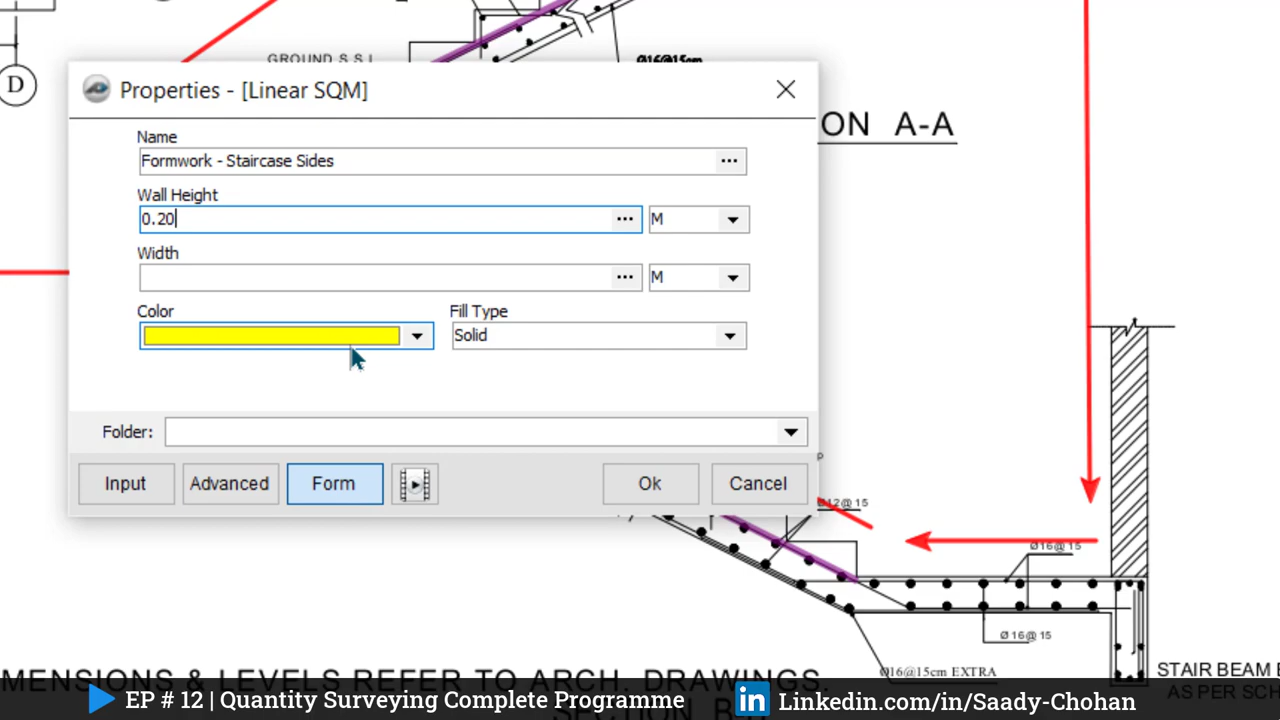 D
GROUND S.S.L
Ø16@15cm
ON A-A
Properties - [Linear SQM]
Name
Formwork - Staircase Sides
Wall Height
0.20
M
Width
M
Color
Fill Type
Solid
Folder:
Input
Advanced
Form
Ok
Cancel
Ø12@15
Ø16@15
Ø16@15
Ø16@15cm EXTRA
MENSIONS & LEVELS REFER TO ARCH. DRAWINGS.
STAIR BEAM
AS PER SCH
EP # 12 | Quantity Surveying Complete Programme
in Linkedin.com/in/Saady-Chohan